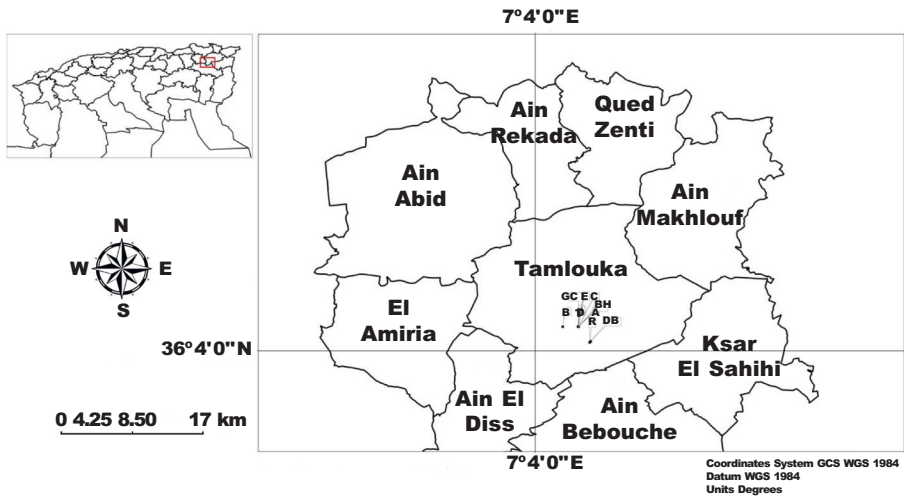 7°4'0"E
Ain
Rekada
Qued
Zenti
Ain
Abid
Ain
Makhlouf
N
W E
S
Tamlouka
GC E C
BH
B T D A
R DB
El
Amiria
36°4'0"N
Ksar
El Sahihi
Ain El
Diss
Ain
Bebouche
0 4.25 8.50 17 km
7°4'0"E
Coordinates System GCS WGS 1984
Datum WGS 1984
Units Degrees